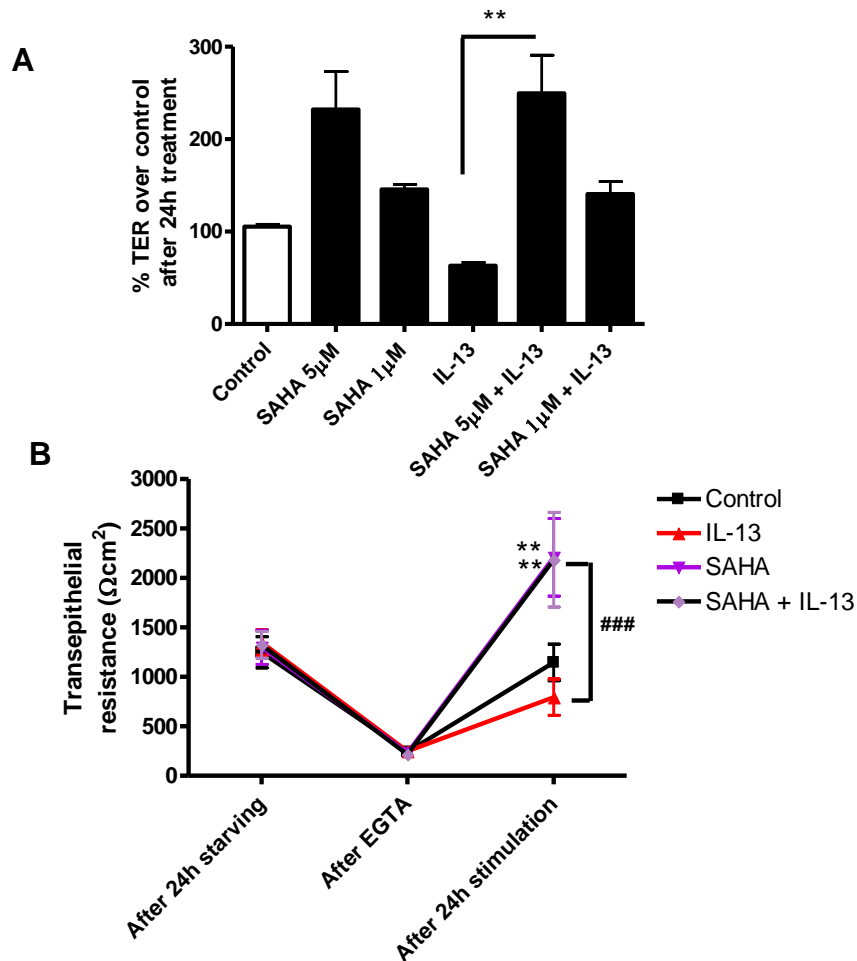 A
% TER over control
after 24h treatment
300
200
100
0
**
Control
SAHA 5μM
SAHA 1μM
IL-13
SAHA 5μM + IL-13
SAHA 1μM + IL-13
B
Transepithelial
resistance (Ωcm²)
3000
2500
2000
1500
1000
500
0
**
**
###
After 24h starving
After EGTA
After 24h stimulation
Control
IL-13
SAHA
SAHA + IL-13